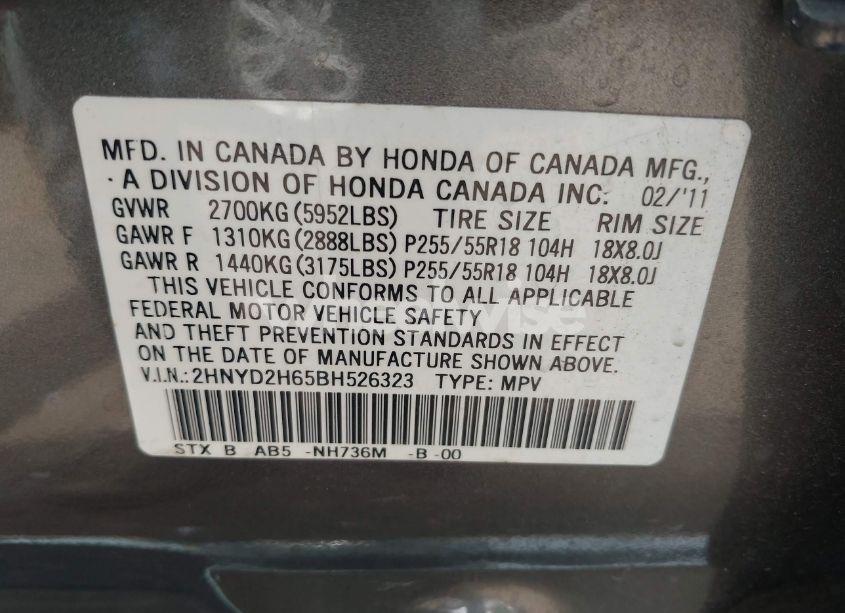 MFD. IN CANADA BY HONDA OF CANADA MFG.,
A DIVISION OF HONDA CANADA INC. 02/'11
GVWR 2700KG(5952LBS) TIRE SIZE RIM SIZE
GAWR F 1310KG(2888LBS) P255/55R18 104H 18X8.0J
GAWR R 1440KG(3175LBS) P255/55R18 104H 18X8.0J
THIS VEHICLE CONFORMS TO ALL APPLICABLE
FEDERAL MOTOR VEHICLE SAFETY
AND THEFT PREVENTION STANDARDS IN EFFECT
ON THE DATE OF MANUFACTURE SHOWN ABOVE.
V.I.N.:2HNYD2H65BH526323 TYPE: MPV
STX B AB5 -NH736M -B -00